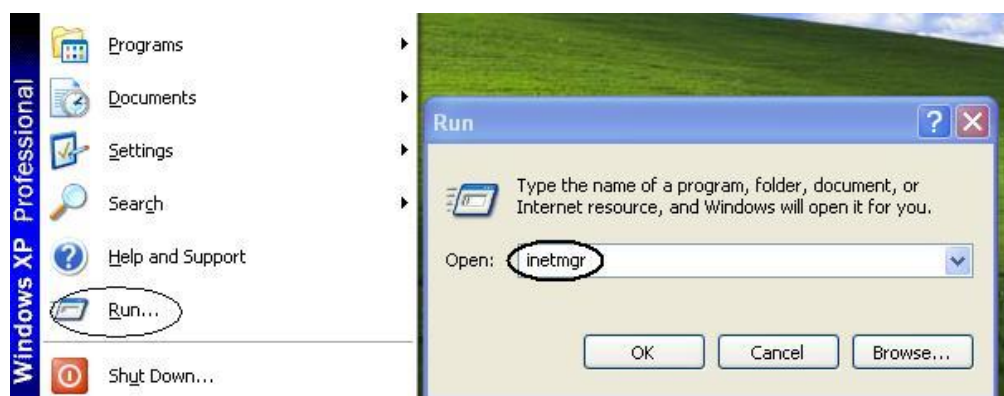 Windows XP Professional
Programs
Documents
Settings
Search
Help and Support
Run...
Shut Down...
Run
Type the name of a program, folder, document, or
Internet resource, and Windows will open it for you.
Open: inetmgr
OK Cancel Browse...